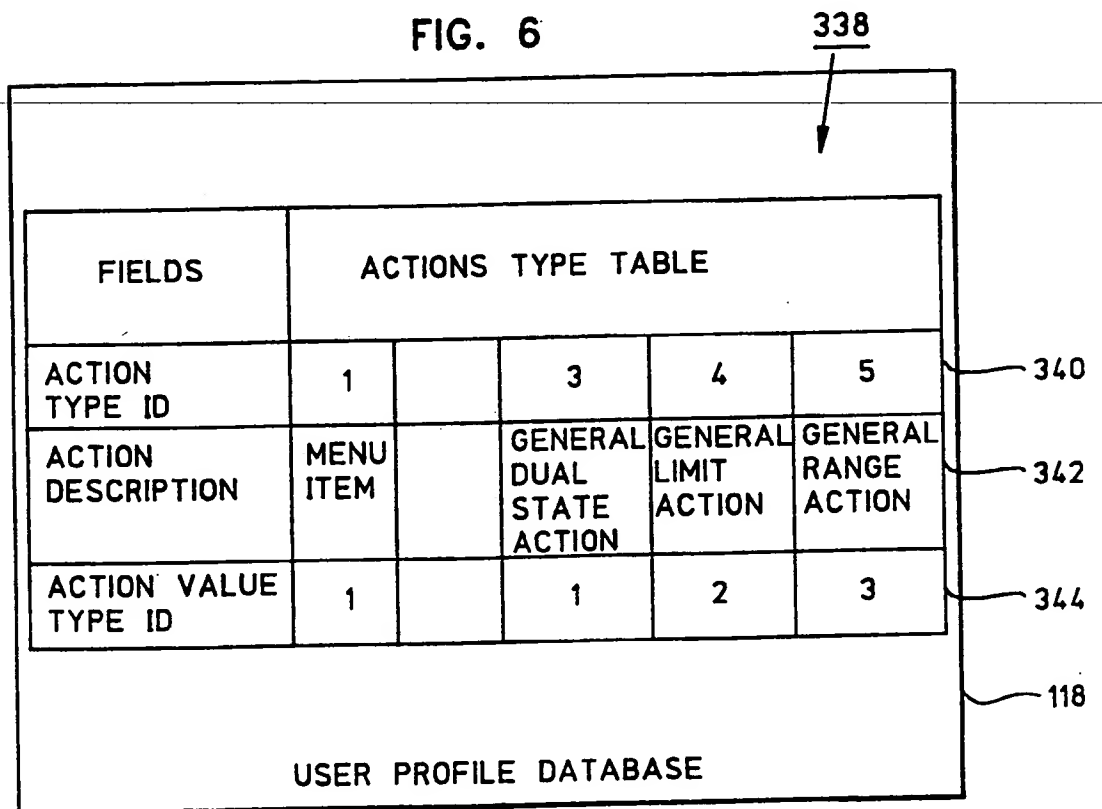 FIG. 6
338
FIELDS
ACTIONS TYPE TABLE
ACTION
TYPE ID
1
3
4
5
340
ACTION
DESCRIPTION
MENU
ITEM
GENERAL
DUAL
STATE
ACTION
GENERAL
LIMIT
ACTION
GENERAL
RANGE
ACTION
342
ACTION VALUE
TYPE ID
1
1
2
3
344
118
USER PROFILE DATABASE